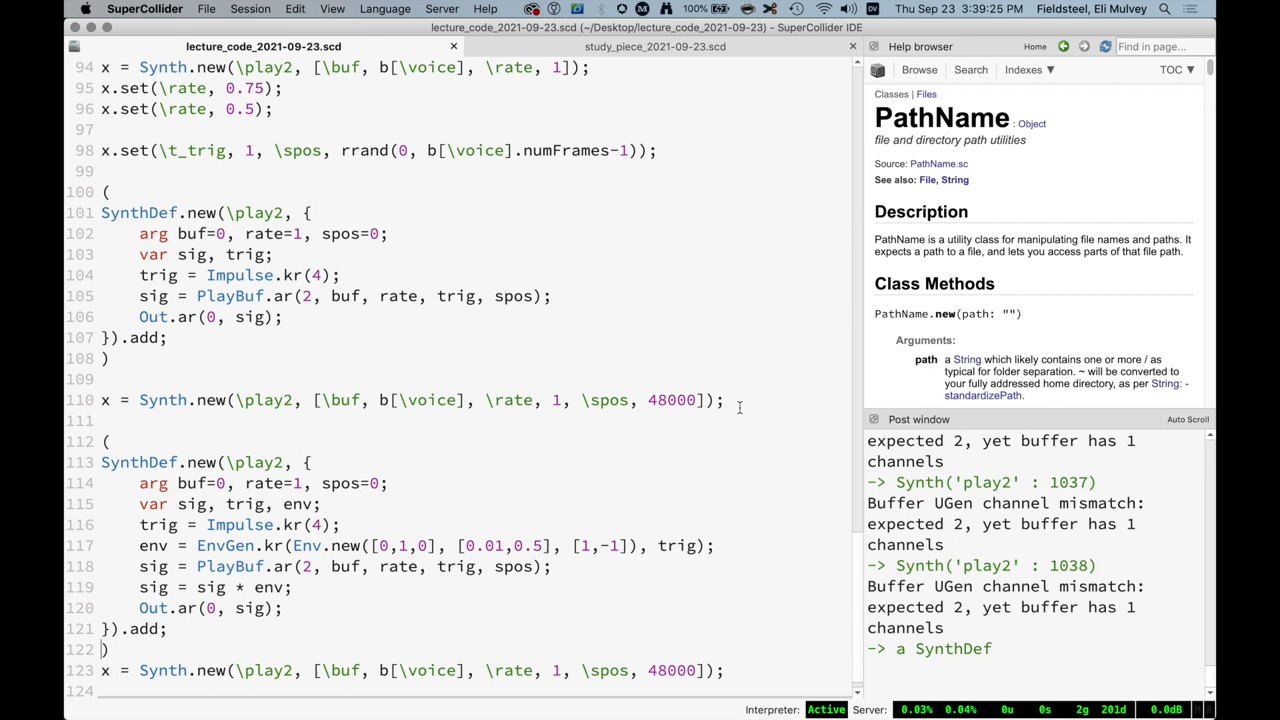 SuperCollider File Session Edit View Language Server Help 100% Thu Sep 23 3:39:25 PM Fieldsteel, Eli Mulvey
lecture_code_2021-09-23.scd (~/Desktop/lecture_code_2021-09-23.scd) - SuperCollider IDE
lecture_code_2021-09-23.scd
study_piece_2021-09-23.scd
94 x = Synth.new(\play2, [\buf, b[\voice], \rate, 1]);
95 x.set(\rate, 0.75);
96 x.set(\rate, 0.5);
97
98 x.set(\t_trig, 1, \spos, rrand(0, b[\voice].numFrames-1));
99
100 (
101 SynthDef.new(\play2, {
102 arg buf=0, rate=1, spos=0;
103 var sig, trig;
104 trig = Impulse.kr(4);
105 sig = PlayBuf.ar(2, buf, rate, trig, spos);
106 Out.ar(0, sig);
107 }).add;
108 )
109
110 x = Synth.new(\play2, [\buf, b[\voice], \rate, 1, \spos, 48000]);
111
112 (
113 SynthDef.new(\play2, {
114 arg buf=0, rate=1, spos=0;
115 var sig, trig, env;
116 trig = Impulse.kr(4);
117 env = EnvGen.kr(Env.new([0,1,0], [0.01,0.5], [1,-1]), trig);
118 sig = PlayBuf.ar(2, buf, rate, trig, spos);
119 sig = sig * env;
120 Out.ar(0, sig);
121 }).add;
122 )
123 x = Synth.new(\play2, [\buf, b[\voice], \rate, 1, \spos, 48000]);
124
Help browser Home Find in page...
Browse Search Indexes ▼ TOC ▼
Classes | Files
PathName : Object
file and directory path utilities
Source: PathName.sc
See also: File, String
Description
PathName is a utility class for manipulating file names and paths. It
expects a path to a file, and lets you access parts of that file path.
Class Methods
PathName.new(path: "")
Arguments:
path a String which likely contains one or more / as
typical for folder separation. ~ will be converted to
your fully addressed home directory, as per String: -
standardizePath.
Post window Auto Scroll
expected 2, yet buffer has 1
channels
-> Synth('play2' : 1037)
Buffer UGen channel mismatch:
expected 2, yet buffer has 1
channels
-> Synth('play2' : 1038)
Buffer UGen channel mismatch:
expected 2, yet buffer has 1
channels
-> a SynthDef
Interpreter: Active Server: 0.03% 0.04% 0u 0s 2g 201d 0.0dB M R